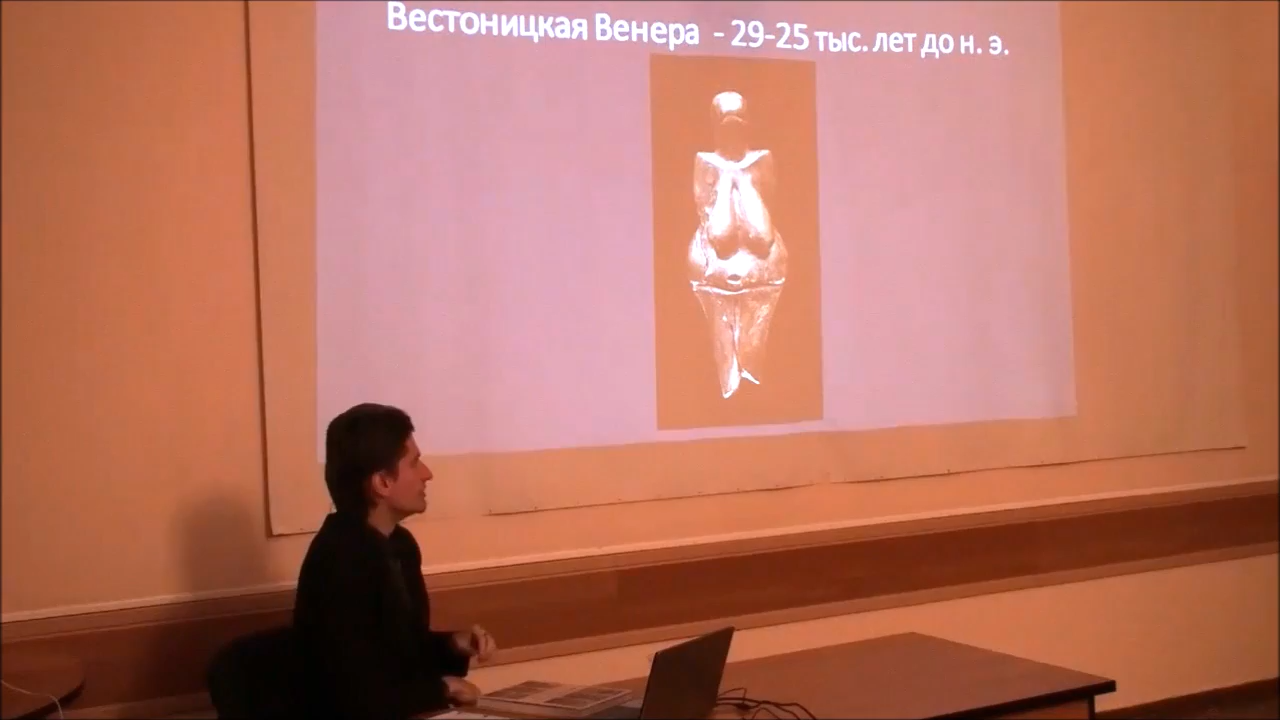 Вестоницкая Венера - 29-25 тыс. лет до н. э.